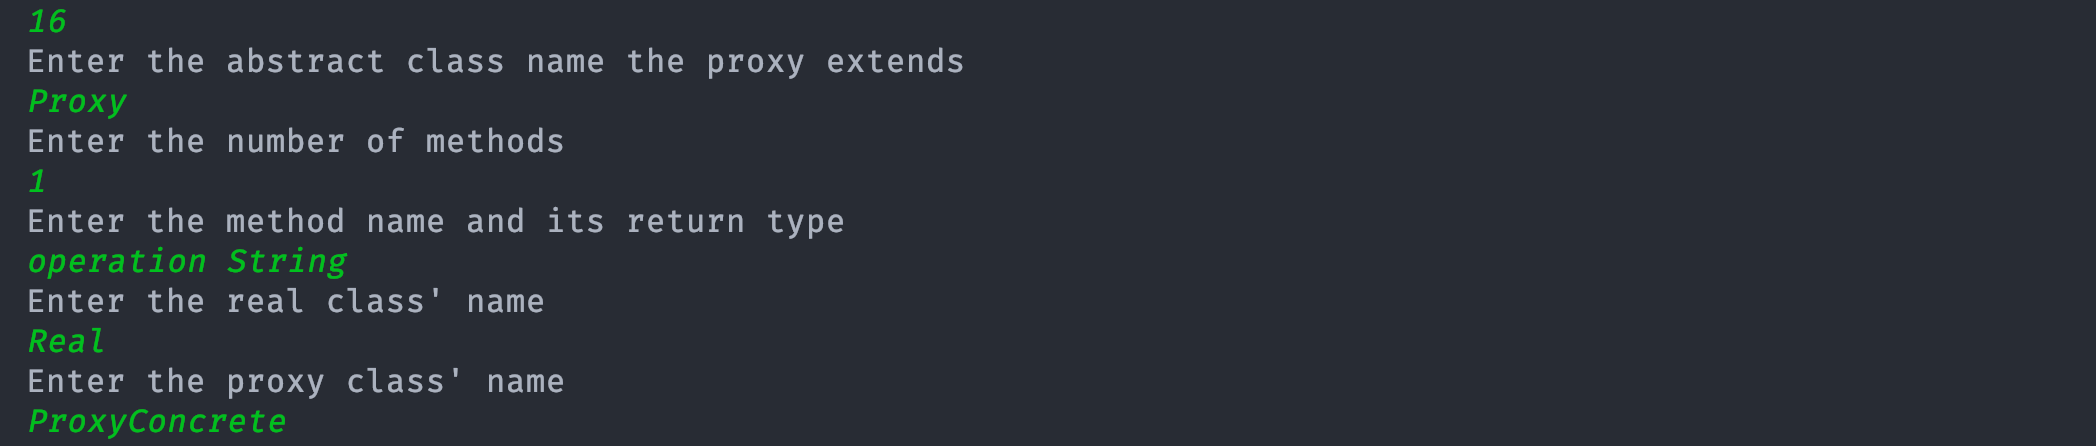 16
Enter the abstract class name the proxy extends
Proxy
Enter the number of methods
1
Enter the method name and its return type
operation String
Enter the real class' name
Real
Enter the proxy class' name
ProxyConcrete